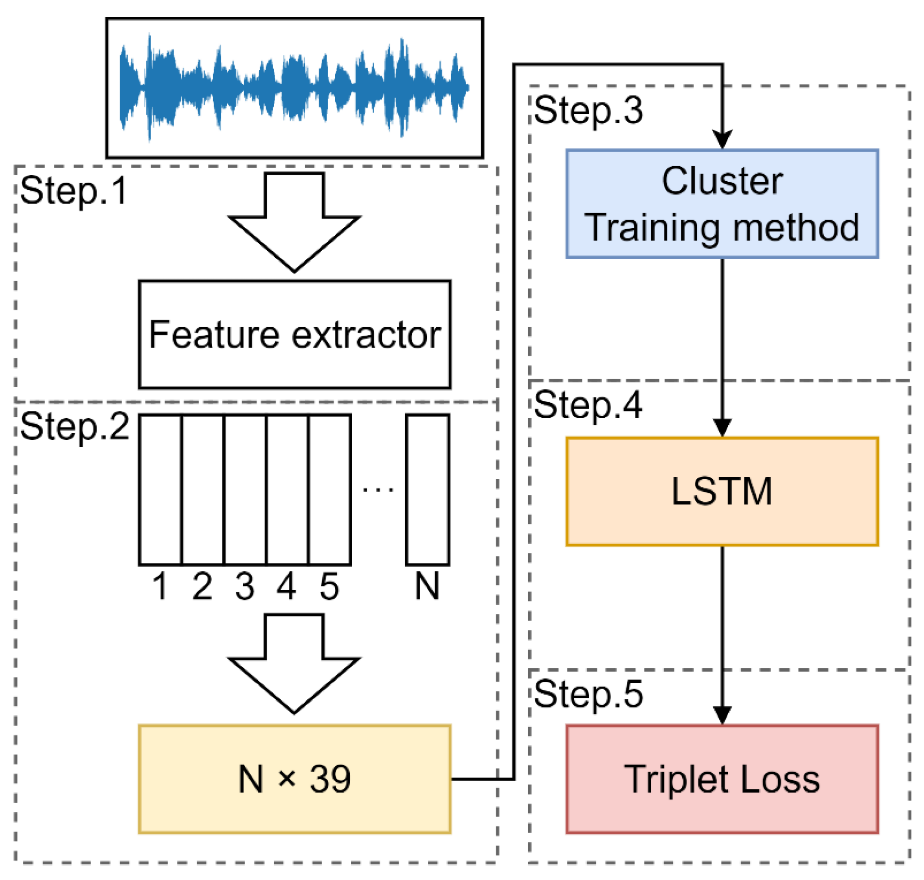 Step.1
Feature extractor
Step.2
1 2 3 4 5 ... N
N × 39
Step.3
Cluster
Training method
Step.4
LSTM
Step.5
Triplet Loss